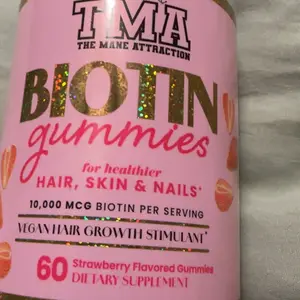 TMA
THE MANE ATTRACTION
BIOTIN
gummies
for healthier
HAIR, SKIN & NAILS*
10,000 MCG BIOTIN PER SERVING
VEGAN HAIR GROWTH STIMULANT*
60 Strawberry Flavored Gummies
DIETARY SUPPLEMENT